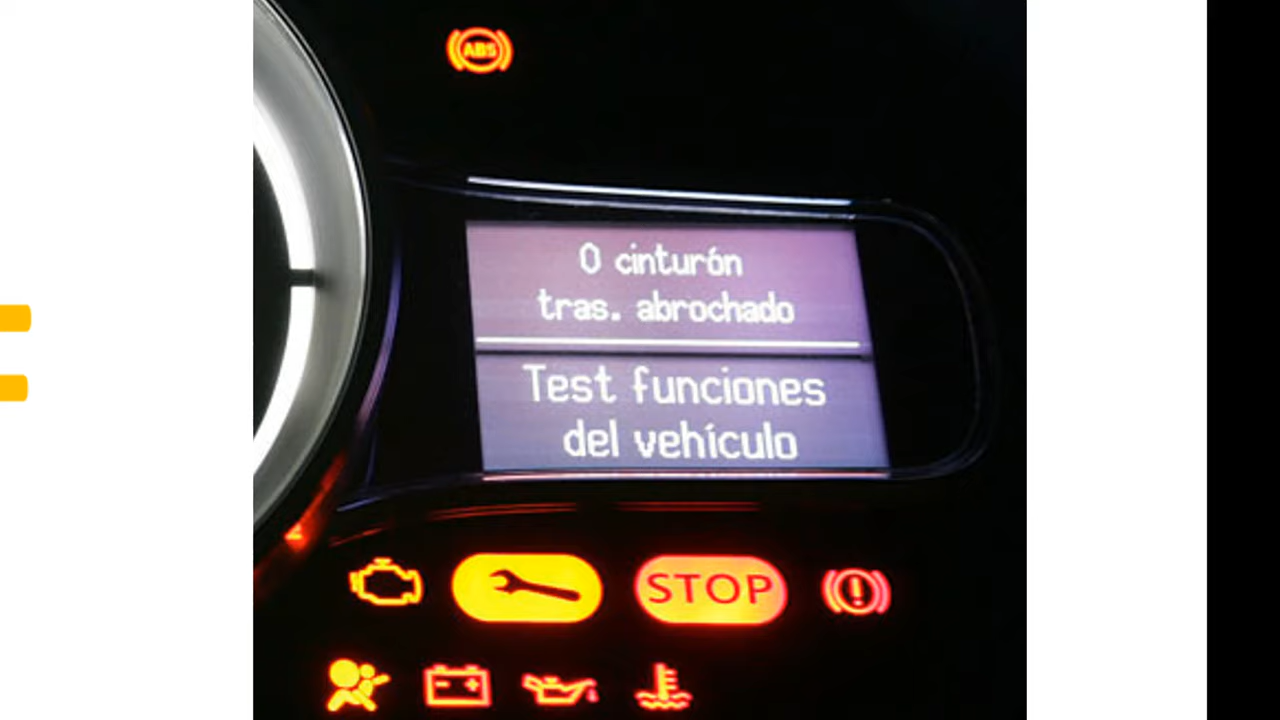 ABS
0 cinturón
tras. abrochado
Test funciones
del vehículo
STOP